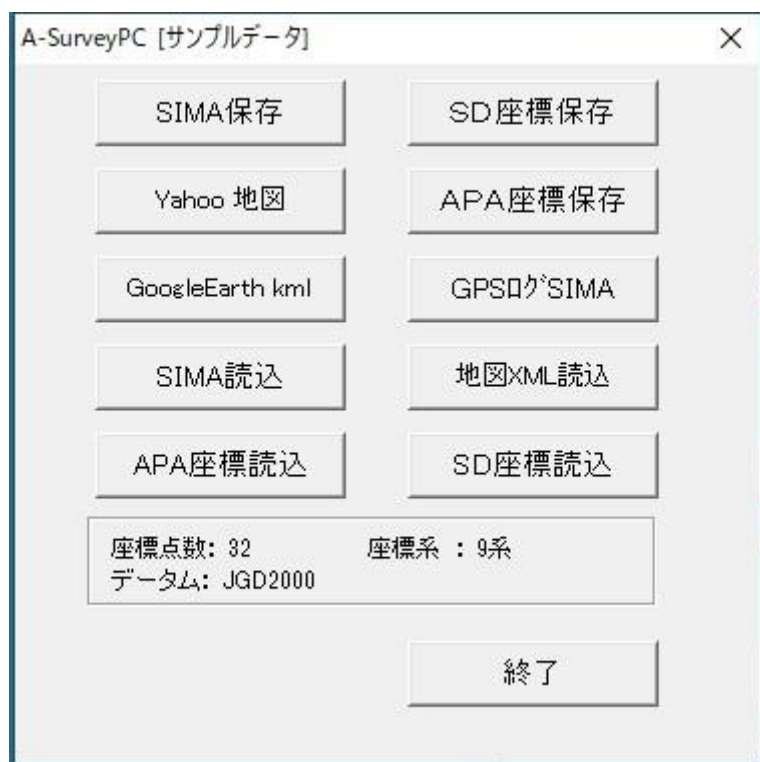 A-SurveyPC [サンプルデータ]
SIMA保存
SD座標保存
Yahoo 地図
APA座標保存
GoogleEarth kml
GPSﾛｸﾞSIMA
SIMA読込
地図XML読込
APA座標読込
SD座標読込
座標点数: 32 座標系 : 9系
データム: JGD2000
終了